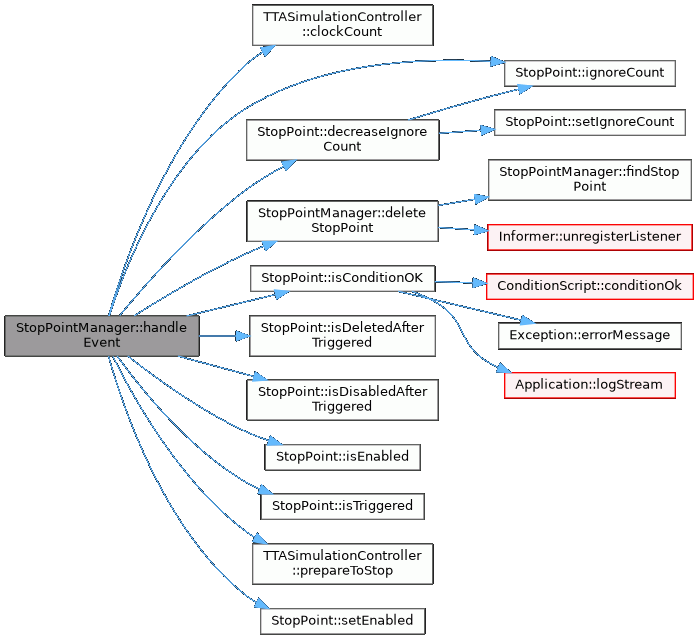 TTASimulationController
::clockCount
StopPoint::ignoreCount
StopPoint::decreaseIgnore
Count
StopPoint::setIgnoreCount
StopPointManager::findStop
Point
StopPointManager::delete
StopPoint
Informer::unregisterListener
StopPoint::isConditionOK
ConditionScript::conditionOk
StopPointManager::handle
Event
StopPoint::isDeletedAfter
Triggered
Exception::errorMessage
StopPoint::isDisabledAfter
Triggered
Application::logStream
StopPoint::isEnabled
StopPoint::isTriggered
TTASimulationController
::prepareToStop
StopPoint::setEnabled